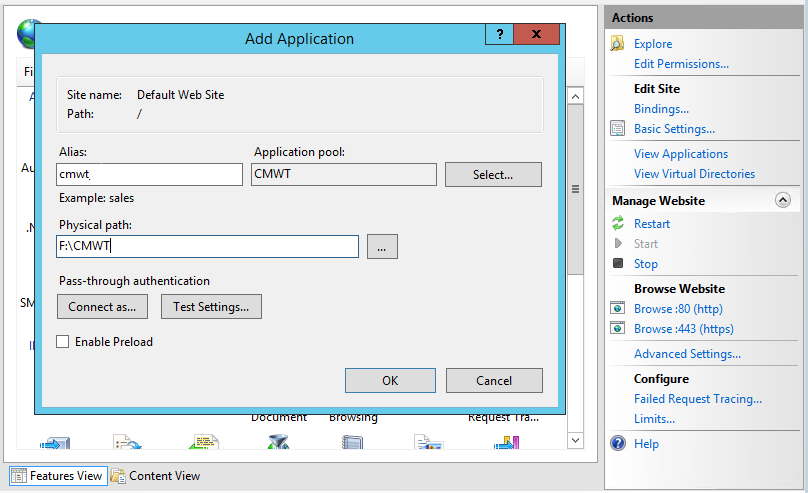 Add Application
?
x
Site name: Default Web Site
Path: /
Alias:
Application pool:
cmwt
CMWT
Select...
Example: sales
Physical path:
F:\CMWT
...
Pass-through authentication
Connect as...
Test Settings...
Enable Preload
OK
Cancel
Fi
A
Au
.N
SM
Document
Browsing
Request Tra...
Features View
Content View
Actions
Explore
Edit Permissions...
Edit Site
Bindings...
Basic Settings...
View Applications
View Virtual Directories
Manage Website
Restart
Start
Stop
Browse Website
Browse :80 (http)
Browse :443 (https)
Advanced Settings...
Configure
Failed Request Tracing...
Limits...
Help